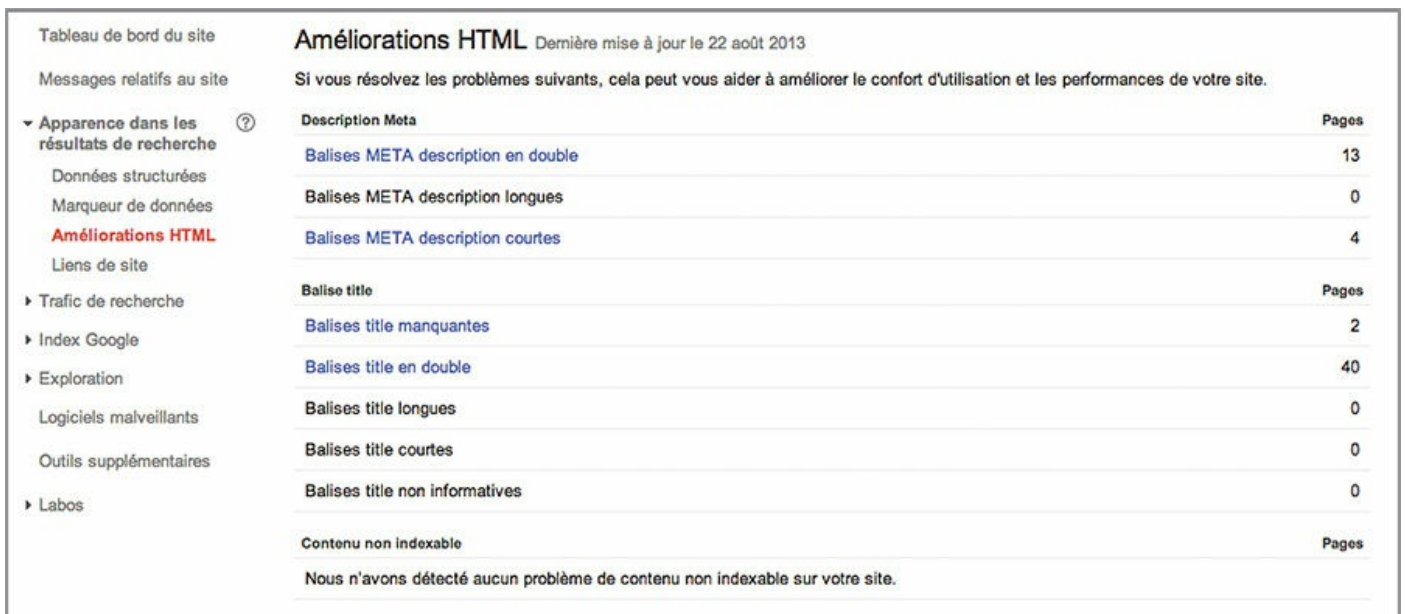 Tableau de bord du site
Messages relatifs au site
Apparence dans les
résultats de recherche
Données structurées
Marqueur de données
Améliorations HTML
Liens de site
Trafic de recherche
Index Google
Exploration
Logiciels malveillants
Outils supplémentaires
Labos
Améliorations HTML Dernière mise à jour le 22 août 2013
Si vous résolvez les problèmes suivants, cela peut vous aider à améliorer le confort d'utilisation et les performances de votre site.
Description Meta Pages
Balises META description en double 13
Balises META description longues 0
Balises META description courtes 4
Balise title Pages
Balises title manquantes 2
Balises title en double 40
Balises title longues 0
Balises title courtes 0
Balises title non informatives 0
Contenu non indexable Pages
Nous n'avons détecté aucun problème de contenu non indexable sur votre site.